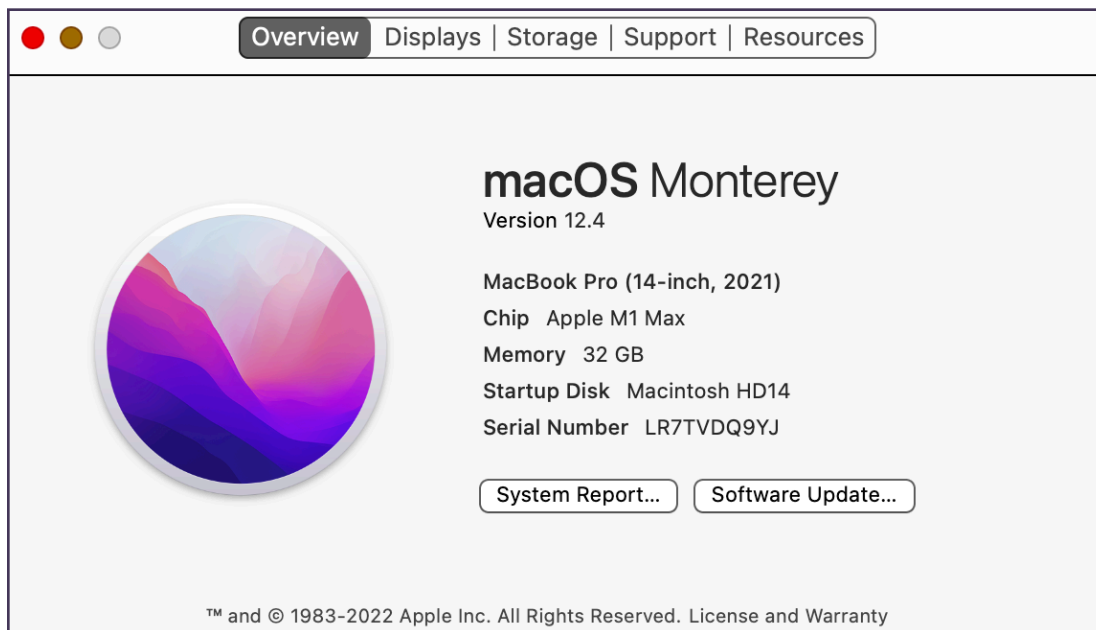 Overview Displays | Storage | Support | Resources
macOS Monterey
Version 12.4
MacBook Pro (14-inch, 2021)
Chip Apple M1 Max
Memory 32 GB
Startup Disk Macintosh HD14
Serial Number LR7TVDQ9YJ
System Report... Software Update...
™ and © 1983-2022 Apple Inc. All Rights Reserved. License and Warranty